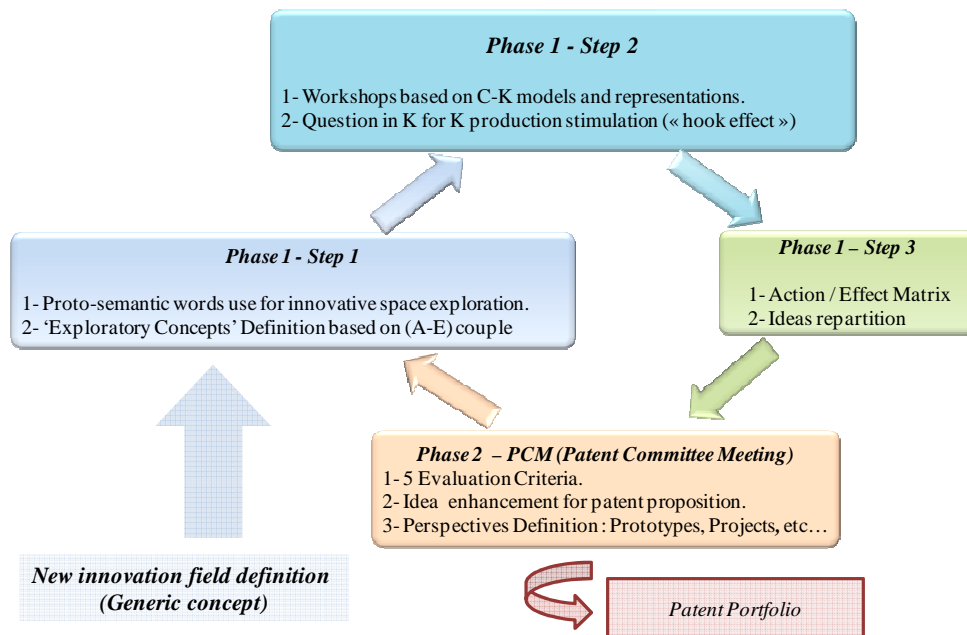 Phase 1 - Step 2
1- Workshops based on C-K models and representations.
2- Question in K for K production stimulation (« hook effect »)
Phase 1 - Step 1
1- Proto-semantic words use for innovative space exploration.
2- ‘Exploratory Concepts’ Definition based on (A-E) couple
Phase 1 – Step 3
1- Action / Effect Matrix
2- Ideas repartition
Phase 2 – PCM (Patent Committee Meeting)
1- 5 Evaluation Criteria.
2- Idea enhancement for patent proposition.
3- Perspectives Definition : Prototypes, Projects, etc…
New innovation field definition
(Generic concept)
Patent Portfolio